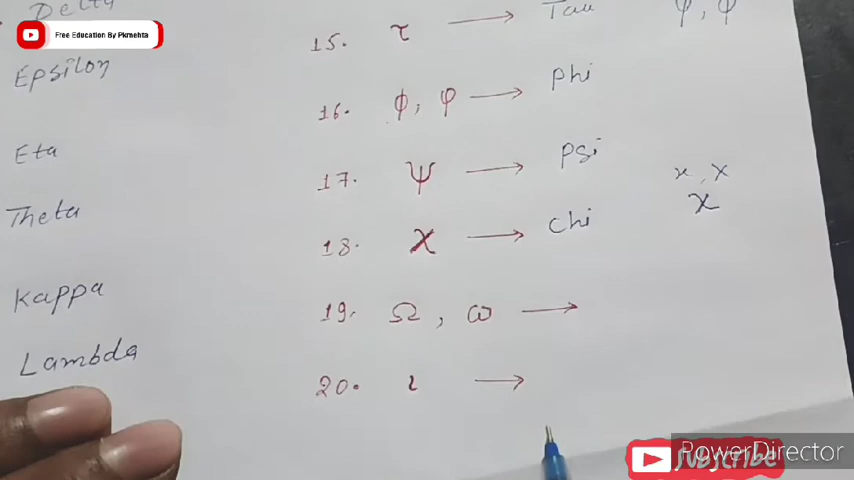 Delta
Free Education By Pkmehta
Epsilon
Eta
Theta
Kappa
Lambda
15. τ → Tau ψ, φ
16. ϕ, φ → Phi
17. Ψ → Psi
x, X
18. χ → Chi χ
19. Ω, ω →
20. ι →
Subscribe
PowerDirector